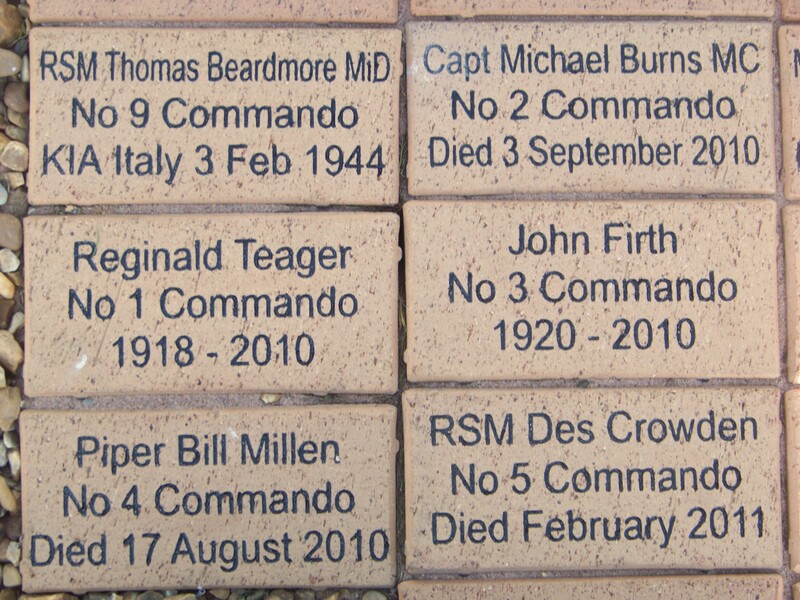 RSM Thomas Beardmore MiD
No 9 Commando
KIA Italy 3 Feb 1944
Capt Michael Burns MC
No 2 Commando
Died 3 September 2010
Reginald Teager
No 1 Commando
1918 - 2010
John Firth
No 3 Commando
1920 - 2010
Piper Bill Millen
No 4 Commando
Died 17 August 2010
RSM Des Crowden
No 5 Commando
Died February 2011